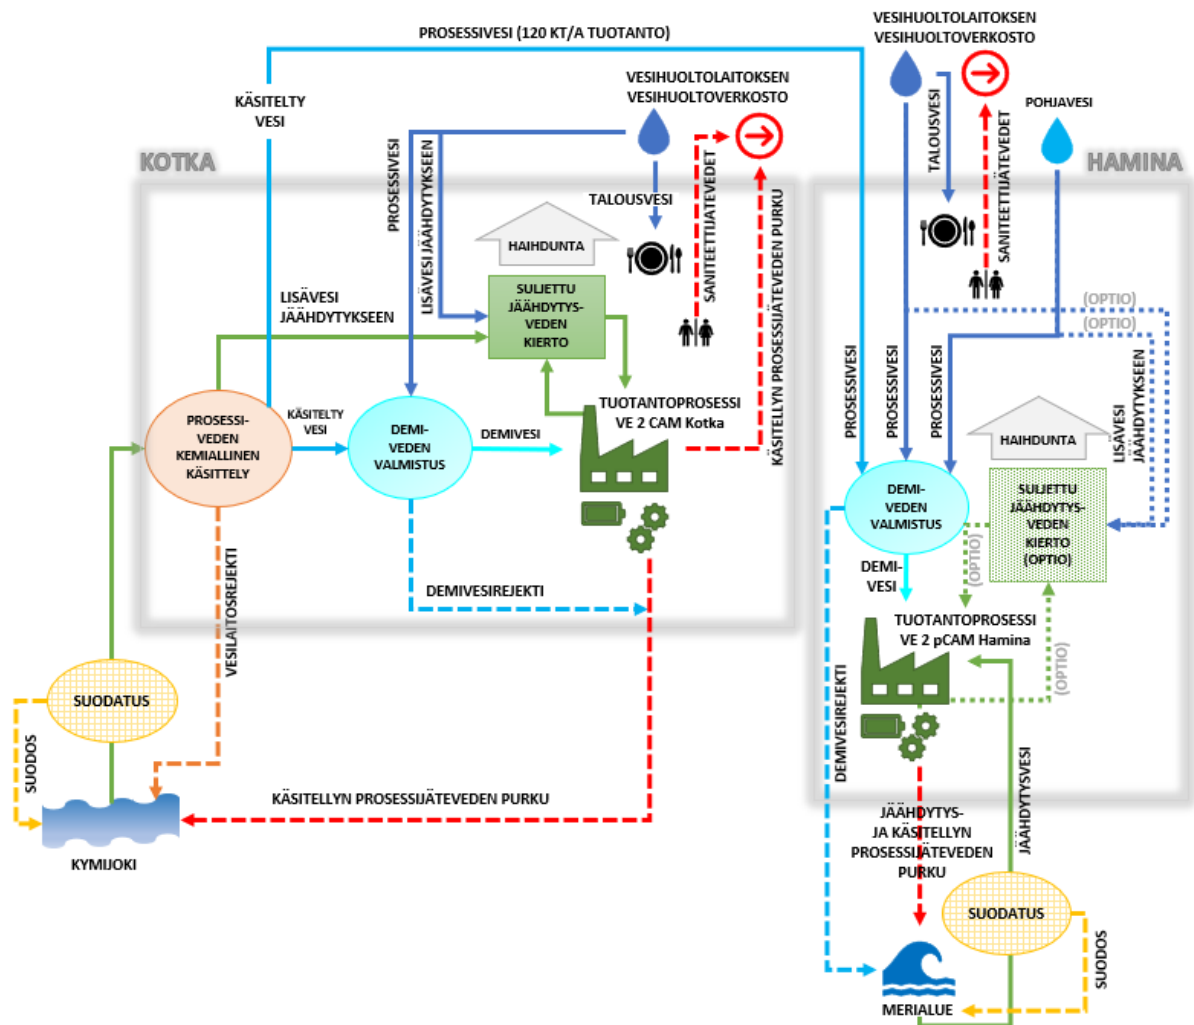 PROSESSIVESI (120 KT/A TUOTANTO)
VESIHUOLTOLAITOKSEN
VESIHUOLTOVERKOSTO
VESIHUOLTOLAITOKSEN
VESIHUOLTOVERKOSTO
KÄSITELTY
VESI
POHJAVESI
KOTKA
HAMINA
PROSESSIVESI
LISÄVESI JÄÄHDYTYKSEEN
TALOUSVESI
SANITEETTIJÄTEVEDET
KÄSITELLYN PROSESSIJÄTEVEDEN PURKU
TALOUSVESI
SANITEETTIJÄTEVEDET
HAIHDUNTA
LISÄVESI
JÄÄHDYTYKSEEN
SULJETTU
JÄÄHDYTYS-
VEDEN
KIERTO
(OPTIO)
(OPTIO)
PROSESSIVESI
PROSESSIVESI
PROSESSIVESI
LISÄVESI
JÄÄHDYTYKSEEN
PROSESSI-
VEDEN
KEMIALLINEN
KÄSITTELY
KÄSITELTY
VESI
DEMI-
VEDEN
VALMISTUS
DEMIVESI
TUOTANTOPROSESSI
VE 2 CAM Kotka
HAIHDUNTA
DEMI-
VEDEN
VALMISTUS
SULJETTU
JÄÄHDYTYS-
VEDEN
KIERTO
(OPTIO)
(OPTIO)
DEMI-
VESI
DEMIVESIREJEKTI
VESILAITOSREJEKTI
TUOTANTOPROSESSI
VE 2 pCAM Hamina
(OPTIO)
SUODATUS
SUODOS
DEMIVESIREJEKTI
JÄÄHDYTYSVESI
KÄSITELLYN PROSESSIJÄTEVEDEN PURKU
JÄÄHDYTYS-
JA KÄSITELLYN
PROSESSIJÄTEVEDEN
PURKU
KYMIJOKI
SUODATUS
SUODOS
MERIALUE